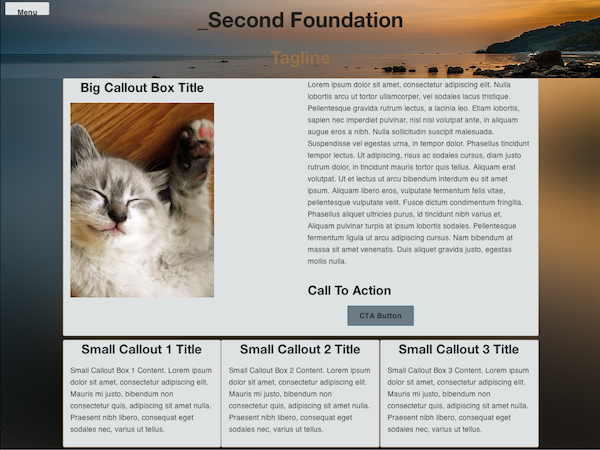 Menu
_Second Foundation
Tagline
Big Callout Box Title
Lorem ipsum dolor sit amet, consectetur adipiscing elit. Nulla
lobortis arcu ut tortor ullamcorper, vel sodales lacus tristique.
Pellentesque gravida rutrum lectus, a lacinia leo. Etiam lobortis,
sapien nec imperdiet pulvinar, nisi nisl volutpat ante, in aliquam
augue eros a nibh. Nulla sollicitudin suscipit malesuada.
Suspendisse vel egestas urna, in tempor dolor. Phasellus tincidunt
tempor lectus. Ut adipiscing, risus ac sodales cursus, diam justo
rutrum dolor, in tincidunt mauris tortor quis tellus. Aliquam erat
volutpat. Ut et lectus ut arcu bibendum interdum eu sit amet
ipsum. Aliquam libero eros, vulputate fermentum felis vitae,
pellentesque vulputate velit. Fusce dictum condimentum fringilla.
Phasellus aliquet ultricies purus, id tincidunt nibh varius et.
Aliquam pulvinar turpis at ipsum lobortis sodales. Pellentesque
fermentum ligula ut arcu adipiscing cursus. Nam bibendum at
massa sit amet venenatis. Duis aliquet gravida justo, egestas
mollis nulla.
Call To Action
CTA Button
Small Callout 1 Title
Small Callout Box 1 Content. Lorem ipsum
dolor sit amet, consectetur adipiscing elit.
Mauris mi justo, bibendum non
consectetur quis, adipiscing sit amet nulla.
Praesent nibh libero, consequat eget
sodales nec, varius ut tellus.
Small Callout 2 Title
Small Callout Box 2 Content. Lorem ipsum
dolor sit amet, consectetur adipiscing elit.
Mauris mi justo, bibendum non
consectetur quis, adipiscing sit amet nulla.
Praesent nibh libero, consequat eget
sodales nec, varius ut tellus.
Small Callout 3 Title
Small Callout Box 3 Content. Lorem ipsum
dolor sit amet, consectetur adipiscing elit.
Mauris mi justo, bibendum non
consectetur quis, adipiscing sit amet nulla.
Praesent nibh libero, consequat eget
sodales nec, varius ut tellus.